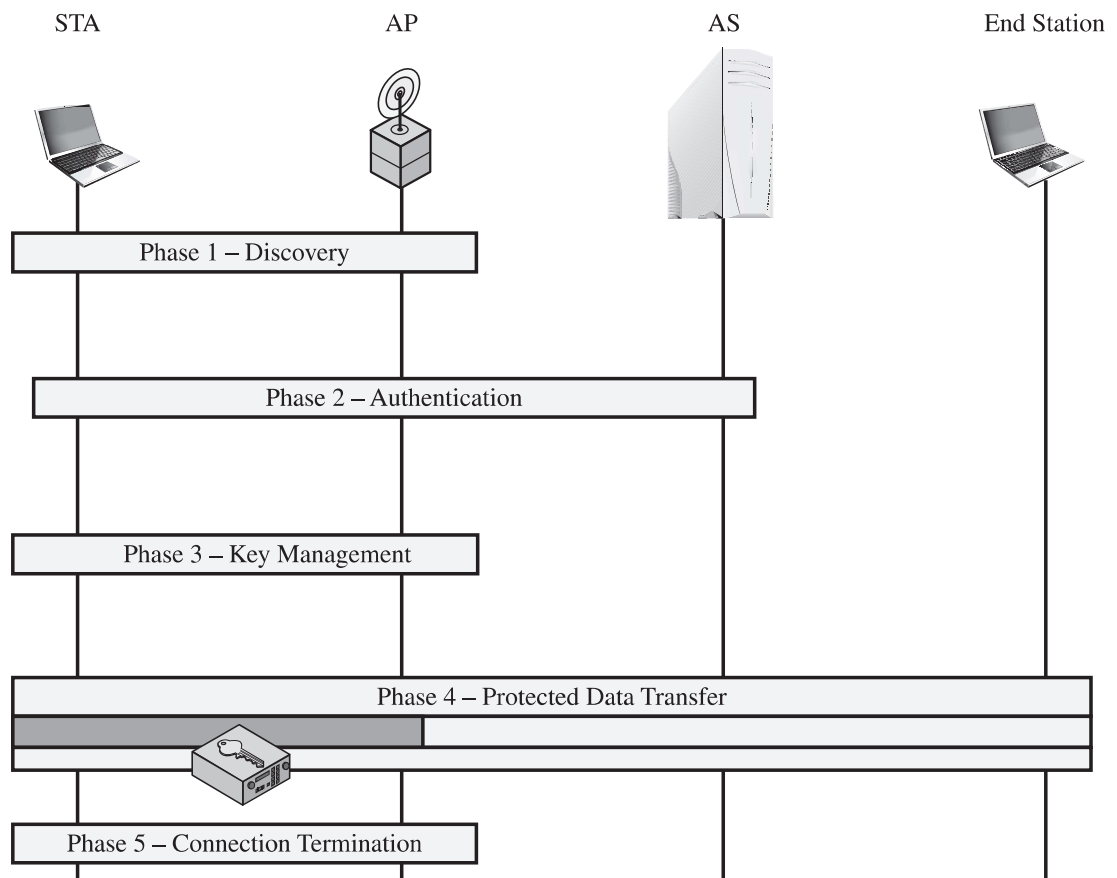 STA
AP
AS
End Station
Phase 1 – Discovery
Phase 2 – Authentication
Phase 3 – Key Management
Phase 4 – Protected Data Transfer
Phase 5 – Connection Termination